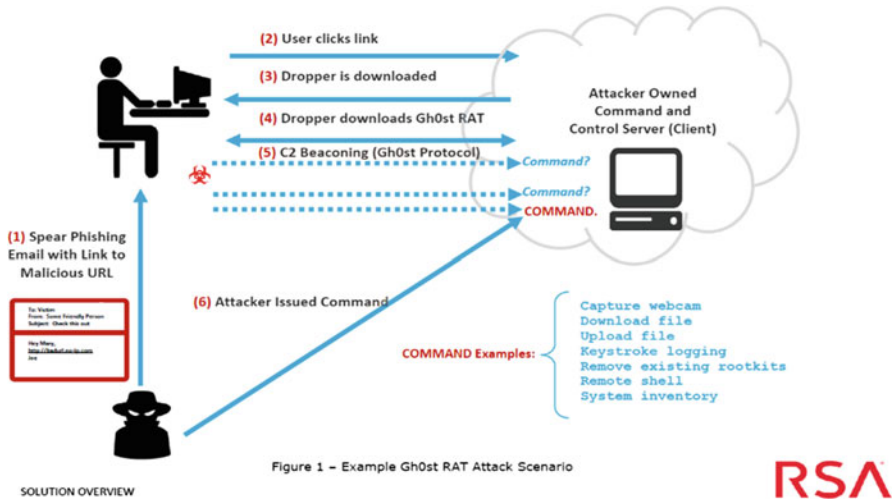 (2) User clicks link
(3) Dropper is downloaded
(4) Dropper downloads Gh0st RAT
(5) C2 Beaconing (Gh0st Protocol)
Command?
Command?
COMMAND.
Attacker Owned
Command and
Control Server (Client)
(1) Spear Phishing
Email with Link to
Malicious URL
To: Victim
From: Some Friendly Person
Subject: Check this out
Hey Mary,
Joe
(6) Attacker Issued Command
COMMAND Examples:
Capture webcam
Download file
Upload file
Keystroke logging
Remove existing rootkits
Remote shell
System inventory
Figure 1 – Example Gh0st RAT Attack Scenario
SOLUTION OVERVIEW
RSA